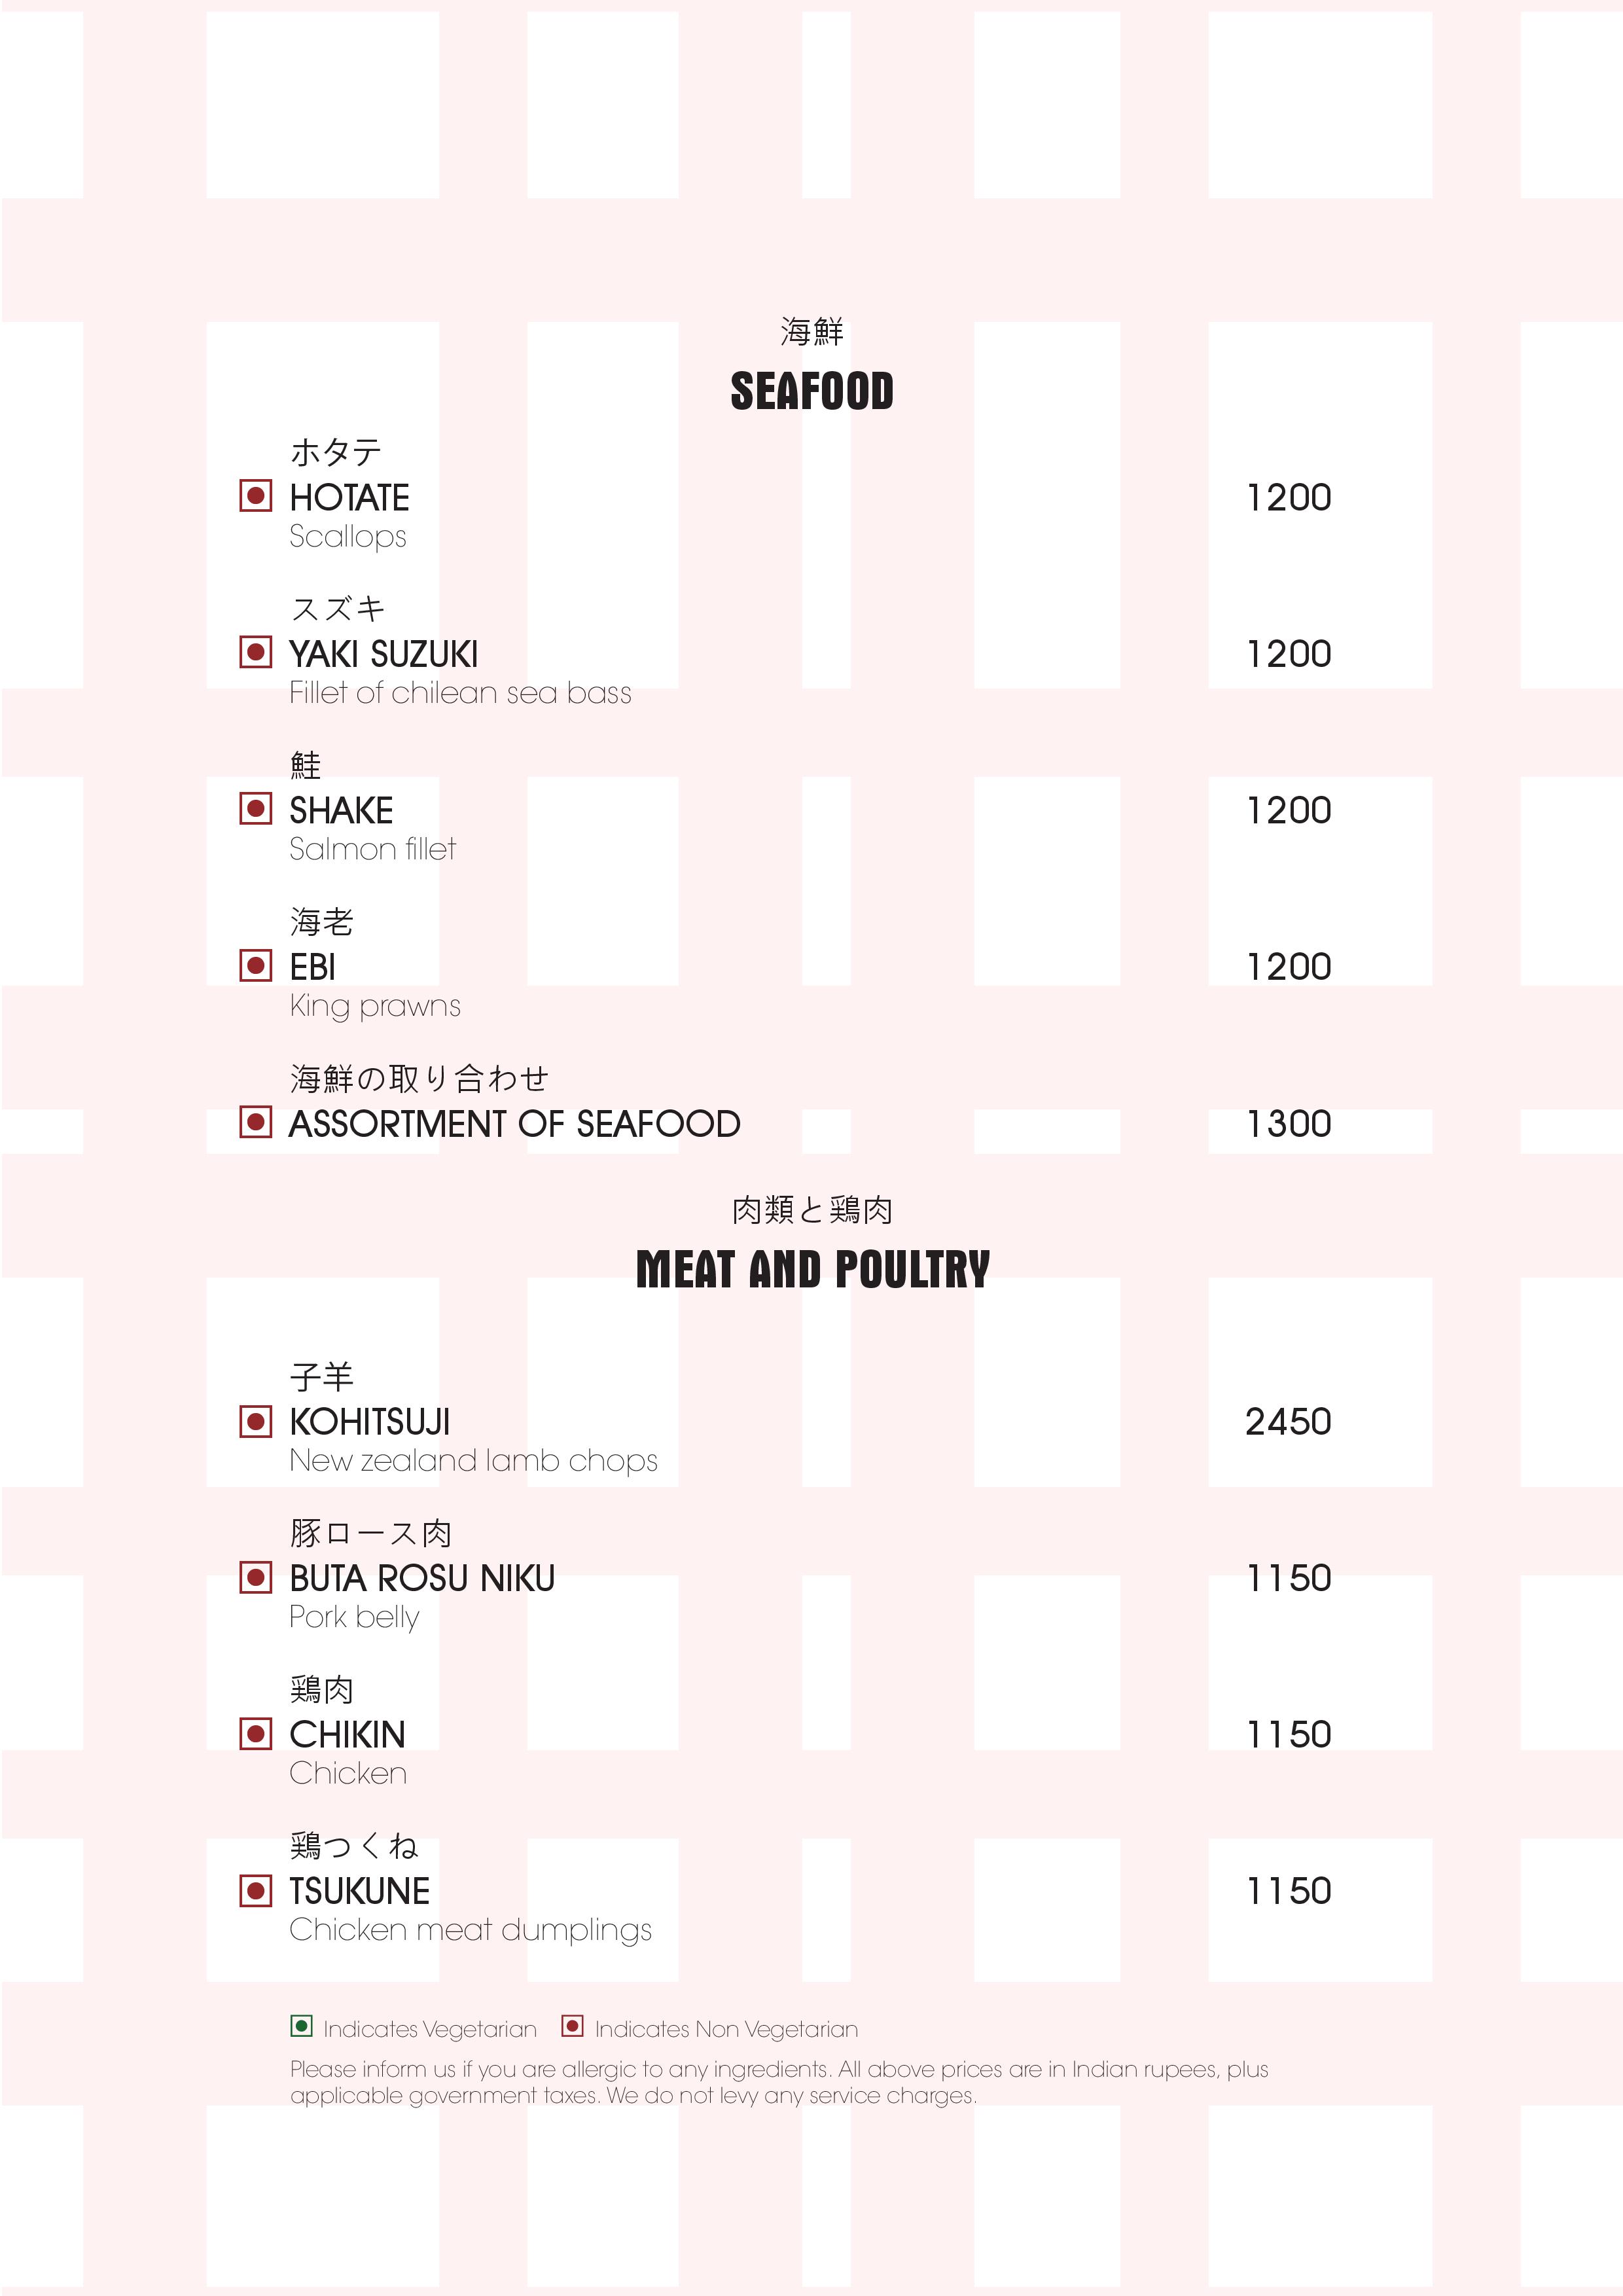 海鮮
SEAFOOD
ホタテ
HOTATE 1200
Scallops
スズキ
YAKI SUZUKI 1200
Fillet of chilean sea bass
鮭
SHAKE 1200
Salmon fillet
海老
EBI 1200
King prawns
海鮮の取り合わせ
ASSORTMENT OF SEAFOOD 1300
肉類と鶏肉
MEAT AND POULTRY
子羊
KOHITSUJI 2450
New zealand lamb chops
豚ロース肉
BUTA ROSU NIKU 1150
Pork belly
鶏肉
CHIKIN 1150
Chicken
鶏つくね
TSUKUNE 1150
Chicken meat dumplings
Indicates Vegetarian Indicates Non Vegetarian
Please inform us if you are allergic to any ingredients. All above prices are in Indian rupees, plus
applicable government taxes. We do not levy any service charges.